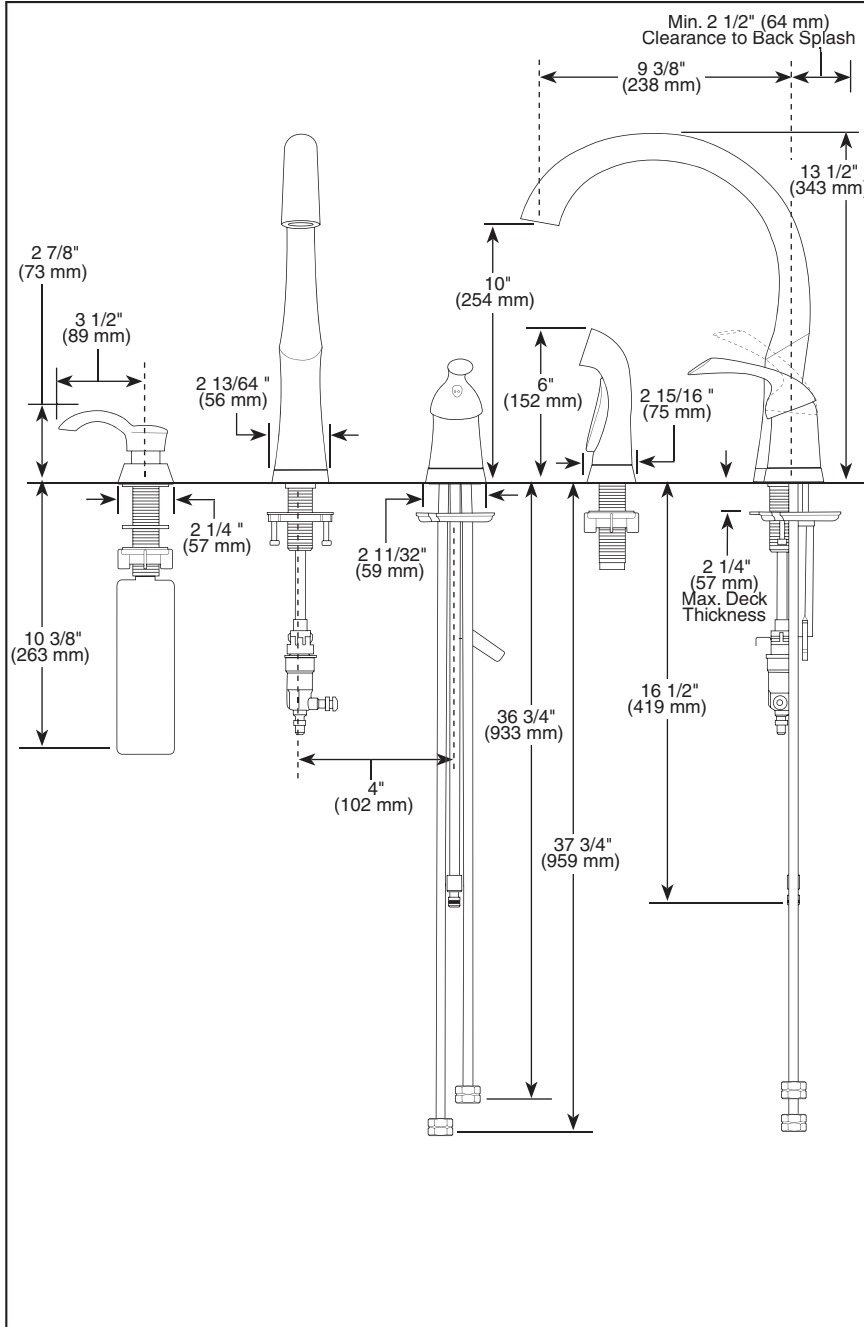 Min. 2 1/2" (64 mm)
Clearance to Back Splash
9 3/8"
(238 mm)
13 1/2"
(343 mm)
2 7/8"
(73 mm)
3 1/2"
(89 mm)
10"
(254 mm)
2 13/64 "
(56 mm)
6"
(152 mm)
2 15/16 "
(75 mm)
2 1/4 "
(57 mm)
2 11/32"
(59 mm)
2 1/4"
(57 mm)
Max. Deck
Thickness
10 3/8"
(263 mm)
36 3/4"
(933 mm)
16 1/2"
(419 mm)
4"
(102 mm)
37 3/4"
(959 mm)